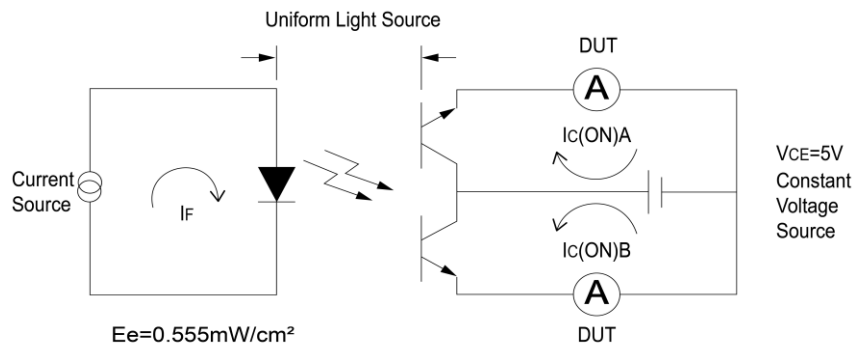 Uniform Light Source
DUT
A
IC(ON)A
VCE=5V
Constant
Voltage
Source
Current
Source
IF
IC(ON)B
A
DUT
Ee=0.555mW/cm²